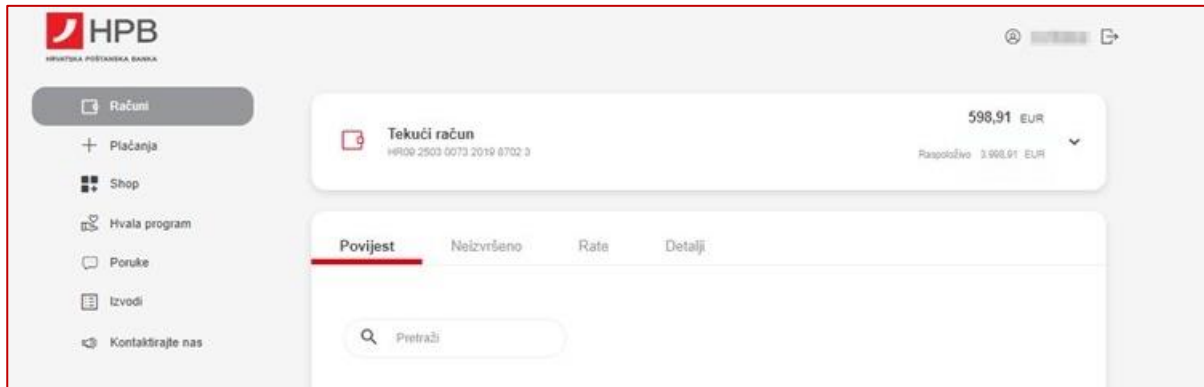 HPB
HRVATSKA POŠTANSKA BANKA
Računi
Plaćanja
Shop
Hvala program
Poruke
Izvodi
Kontaktirajte nas
Tekući račun
HR09 2503 0073 2019 8702 3
598,91 EUR
Raspoloživo 3.998,91 EUR
Povijest Neizvršeno Rate Detalji
Pretraži